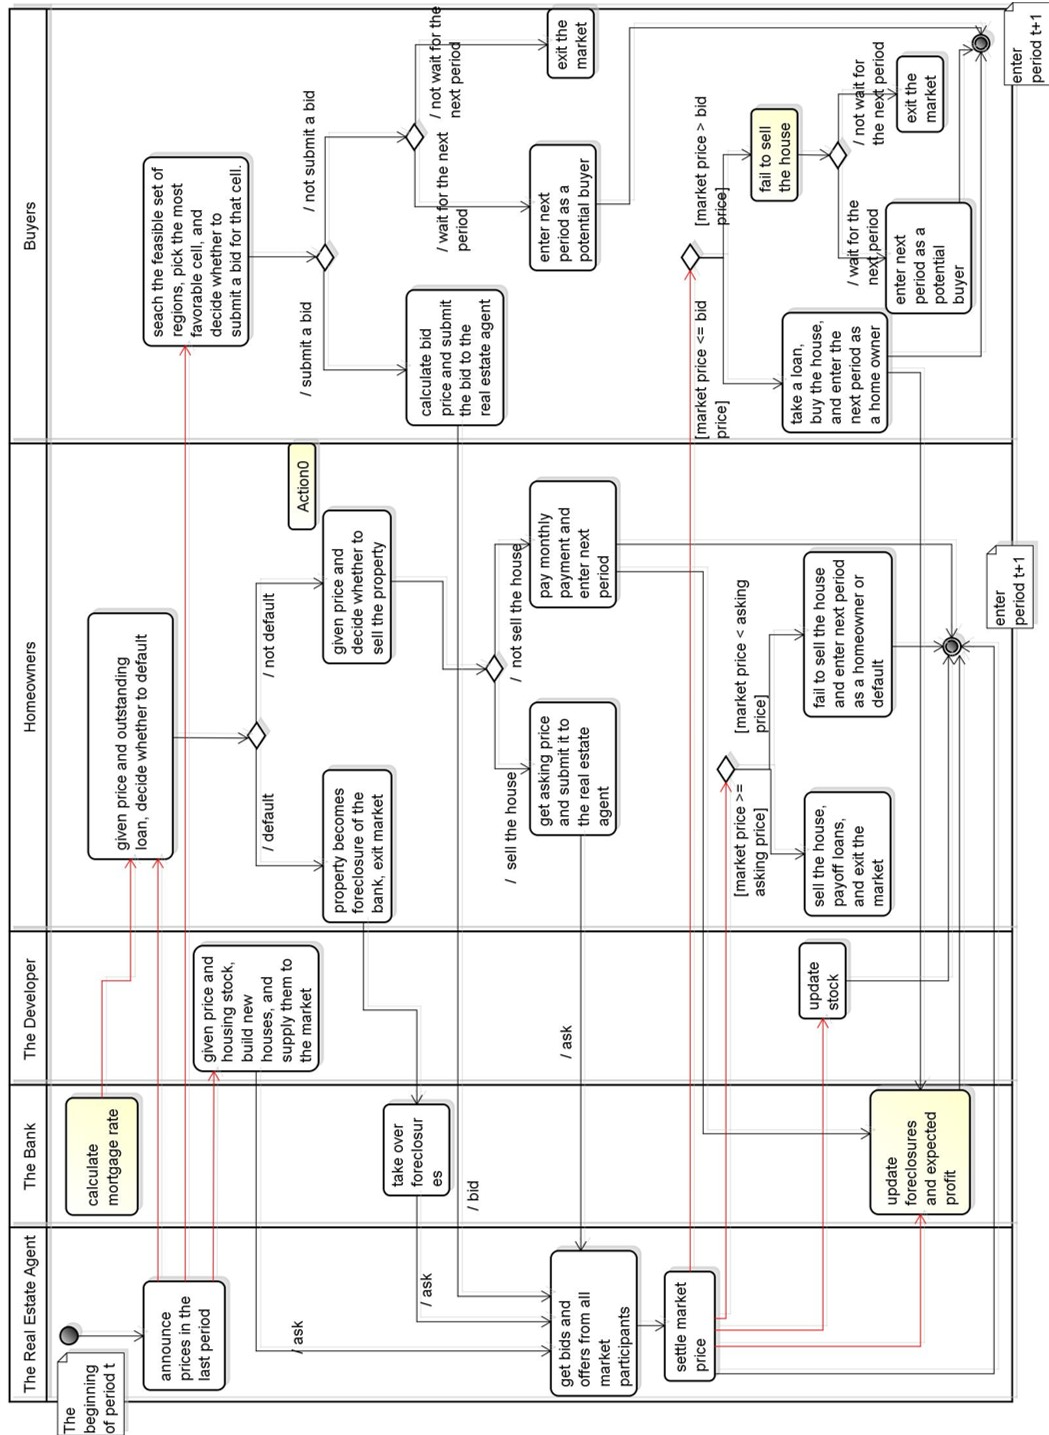 The Real Estate Agent
The Bank
The Developer
Homeowners
Buyers
The
beginning
of period t
announce
prices in the
last period
calculate
mortgage rate
given price and
housing stock,
build new
houses, and
supply them to
the market
given price and outstanding
loan, decide whether to default
seach the feasible set of
regions, pick the most
favorable cell, and
decide whether to
submit a bid for that cell.
/ default
/ not default
/ submit a bid
/ not submit a bid
Action0
property becomes
foreclosure of the
bank, exit market
given price and
decide whether to
sell the property
calculate bid
price and submit
the bid to the
real estate agent
/ wait for the next
period
/ not wait for the
next period
enter next
period as a
potential buyer
exit the
market
take over
foreclosur
es
/ ask
/ ask
/ bid
/ ask
/ sell the house
/ not sell the house
get asking price
and submit it to
the real estate
agent
pay monthly
payment and
enter next
period
get bids and
offers from all
market
participants
settle market
price
[market price <= bid
price]
[market price > bid
price]
[market price >=
asking price]
[market price < asking
price]
take a loan,
buy the house,
and enter the
next period as
a home owner
fail to sell
the house
/ wait for the
next period
/ not wait for
the next period
enter next
period as a
potential
buyer
exit the
market
update
stock
sell the house,
payoff loans,
and exit the
market
fail to sell the house
and enter next period
as a homeowner or
default
update
foreclosures
and expected
profit
enter
period t+1
enter
period t+1